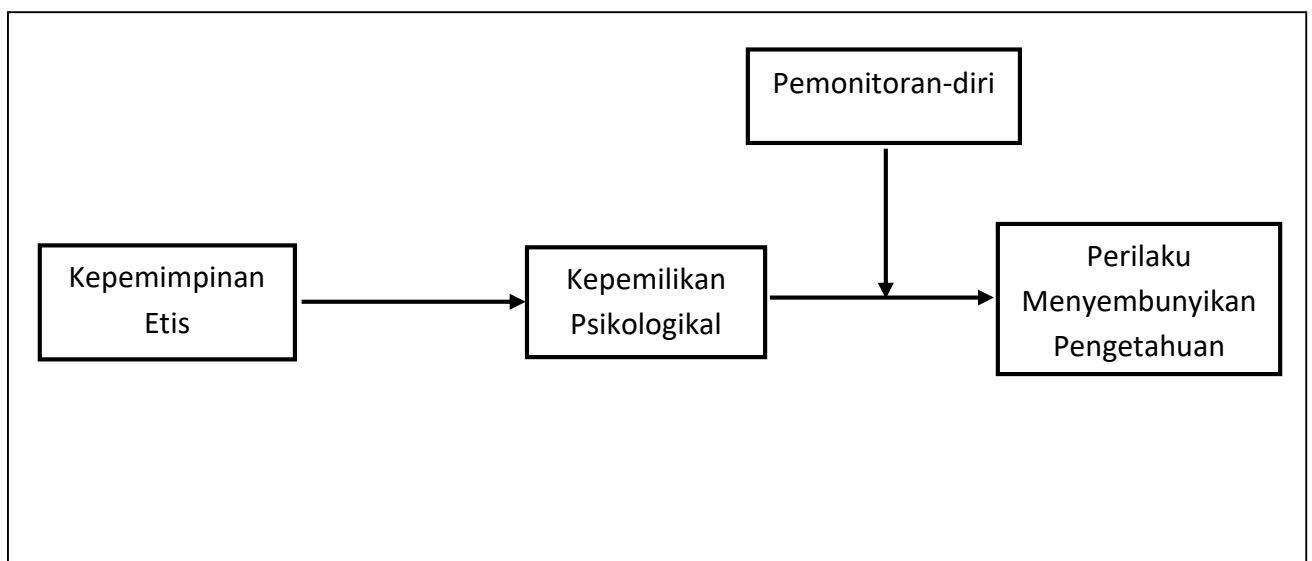 Pemonitoran-diri
Kepemimpinan
Etis
Kepemilikan
Psikologikal
Perilaku
Menyembunyikan
Pengetahuan